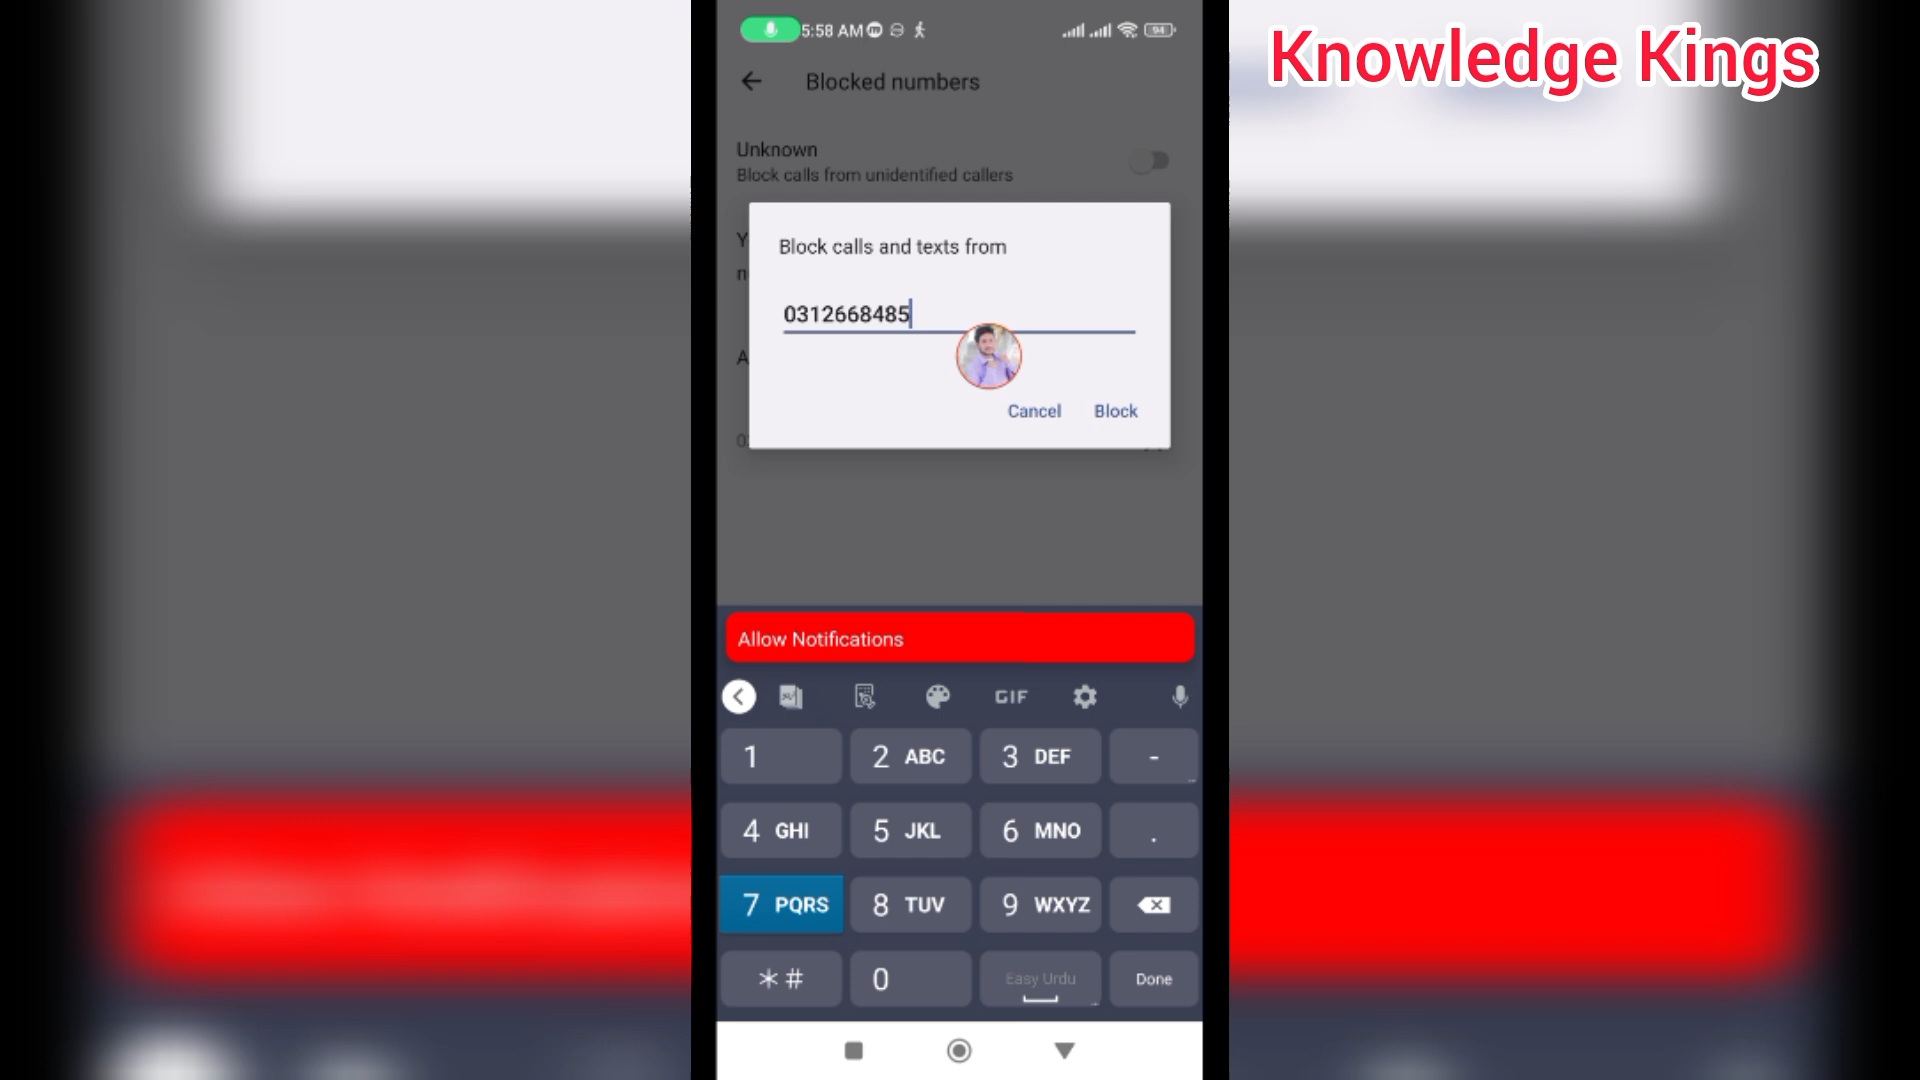 Knowledge Kings
5:58 AM
94
Blocked numbers
Unknown
Block calls from unidentified callers
Y
n
Block calls and texts from
0312668485
A
Cancel Block
0
Allow Notifications
GIF
1 2 ABC 3 DEF -
4 GHI 5 JKL 6 MNO .
7 PQRS 8 TUV 9 WXYZ
*# 0 Easy Urdu Done